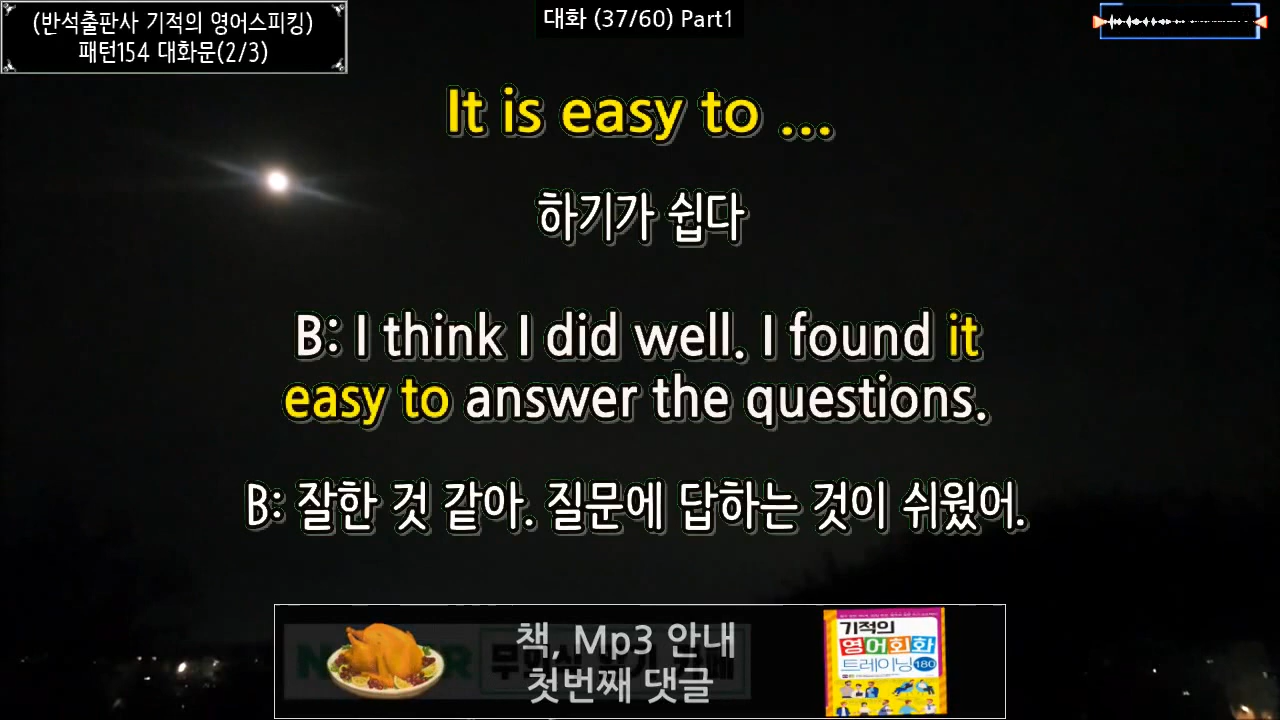 (반석출판사 기적의 영어스피킹)
패턴154 대화문(2/3)
대화 (37/60) Part1
It is easy to ...
하기가 쉽다
B: I think I did well. I found it
easy to answer the questions.
B: 잘한 것 같아. 질문에 답하는 것이 쉬웠어.
책, Mp3 안내
첫번째 댓글
기적의
영어회화
트레이닝 180